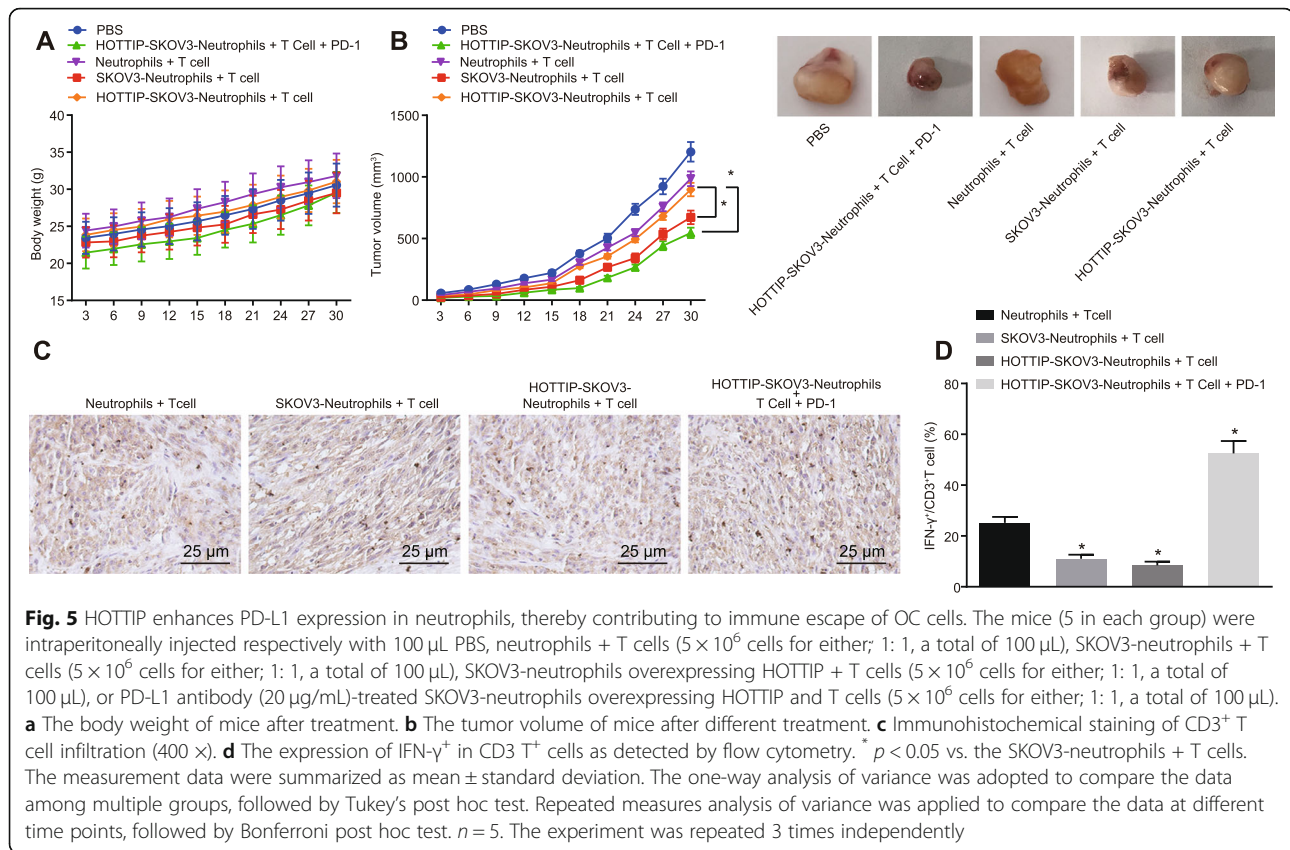 A
PBS
HOTTIP-SKOV3-Neutrophils + T Cell + PD-1
Neutrophils + T cell
SKOV3-Neutrophils + T cell
HOTTIP-SKOV3-Neutrophils + T cell
Body weight (g)
40
35
30
25
20
15
3 6 9 12 15 18 21 24 27 30
B
PBS
HOTTIP-SKOV3-Neutrophils + T Cell + PD-1
Neutrophils + T cell
SKOV3-Neutrophils + T cell
HOTTIP-SKOV3-Neutrophils + T cell
Tumor volume (mm³)
1500
1000
500
0
3 6 9 12 15 18 21 24 27 30
*
*
PBS
HOTTIP-SKOV3-Neutrophils + T Cell + PD-1
Neutrophils + T cell
SKOV3-Neutrophils + T cell
HOTTIP-SKOV3-Neutrophils + T cell
C
Neutrophils + Tcell
SKOV3-Neutrophils + T cell
HOTTIP-SKOV3-
Neutrophils + T cell
HOTTIP-SKOV3-Neutrophils
+
T Cell + PD-1
25 µm
25 µm
25 µm
25 µm
D
Neutrophils + Tcell
SKOV3-Neutrophils + T cell
HOTTIP-SKOV3-Neutrophils + T cell
HOTTIP-SKOV3-Neutrophils + T Cell + PD-1
IFN-γ⁺/CD3⁺T cell (%)
80
60
40
20
0
*
*
*
Fig. 5 HOTTIP enhances PD-L1 expression in neutrophils, thereby contributing to immune escape of OC cells. The mice (5 in each group) were
intraperitoneally injected respectively with 100 µL PBS, neutrophils + T cells (5 × 10⁶ cells for either; 1: 1, a total of 100 µL), SKOV3-neutrophils + T
cells (5 × 10⁶ cells for either; 1: 1, a total of 100 µL), SKOV3-neutrophils overexpressing HOTTIP + T cells (5 × 10⁶ cells for either; 1: 1, a total of
100 µL), or PD-L1 antibody (20 µg/mL)-treated SKOV3-neutrophils overexpressing HOTTIP and T cells (5 × 10⁶ cells for either; 1: 1, a total of 100 µL).
a The body weight of mice after treatment. b The tumor volume of mice after different treatment. c Immunohistochemical staining of CD3⁺ T
cell infiltration (400 ×). d The expression of IFN-γ⁺ in CD3 T⁺ cells as detected by flow cytometry. * p < 0.05 vs. the SKOV3-neutrophils + T cells.
The measurement data were summarized as mean ± standard deviation. The one-way analysis of variance was adopted to compare the data
among multiple groups, followed by Tukey's post hoc test. Repeated measures analysis of variance was applied to compare the data at different
time points, followed by Bonferroni post hoc test. n = 5. The experiment was repeated 3 times independently